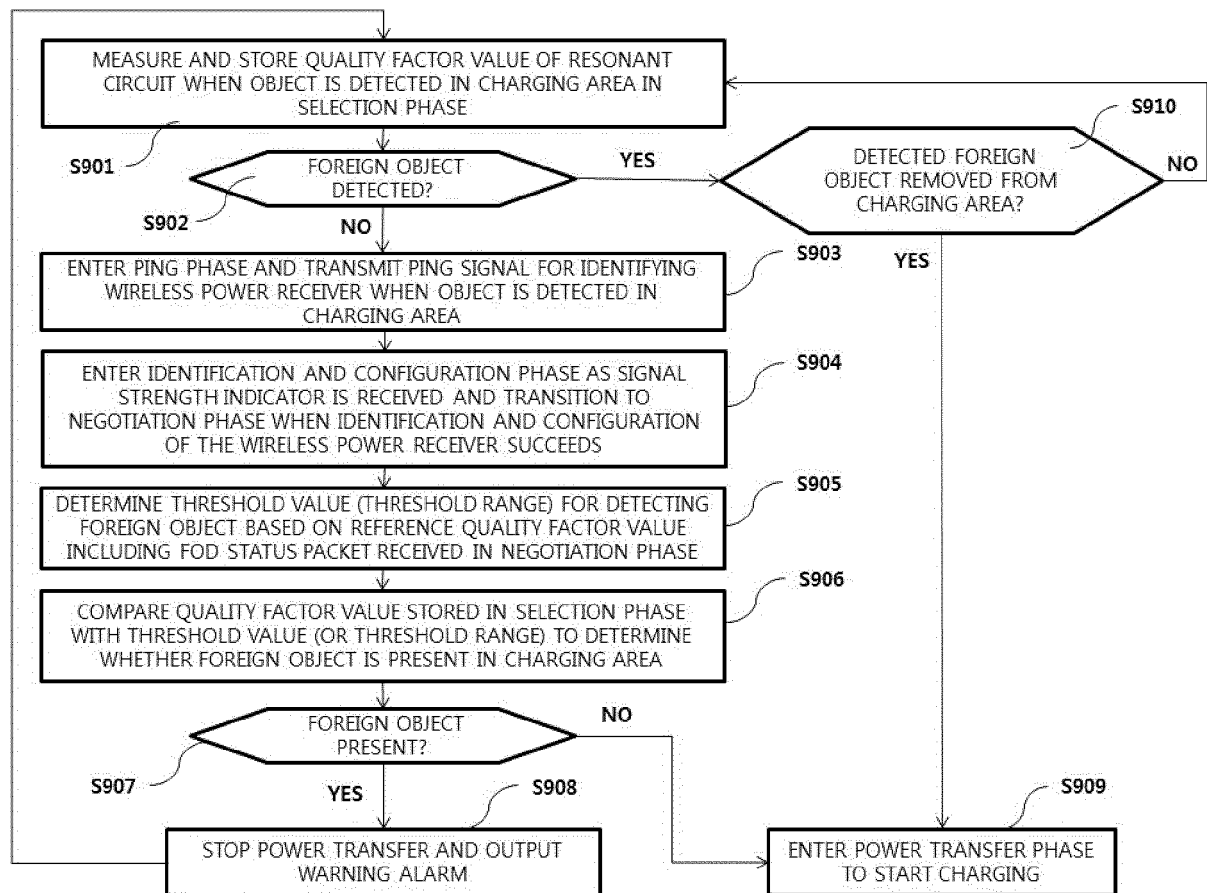 MEASURE AND STORE QUALITY FACTOR VALUE OF RESONANT
CIRCUIT WHEN OBJECT IS DETECTED IN CHARGING AREA IN
SELECTION PHASE
S901
FOREIGN OBJECT
DETECTED?
S902
YES
NO
S910
DETECTED FOREIGN
OBJECT REMOVED FROM
CHARGING AREA?
NO
YES
S903
ENTER PING PHASE AND TRANSMIT PING SIGNAL FOR IDENTIFYING
WIRELESS POWER RECEIVER WHEN OBJECT IS DETECTED IN
CHARGING AREA
S904
ENTER IDENTIFICATION AND CONFIGURATION PHASE AS SIGNAL
STRENGTH INDICATOR IS RECEIVED AND TRANSITION TO
NEGOTIATION PHASE WHEN IDENTIFICATION AND CONFIGURATION
OF THE WIRELESS POWER RECEIVER SUCCEEDS
S905
DETERMINE THRESHOLD VALUE (THRESHOLD RANGE) FOR DETECTING
FOREIGN OBJECT BASED ON REFERENCE QUALITY FACTOR VALUE
INCLUDING FOD STATUS PACKET RECEIVED IN NEGOTIATION PHASE
S906
COMPARE QUALITY FACTOR VALUE STORED IN SELECTION PHASE
WITH THRESHOLD VALUE (OR THRESHOLD RANGE) TO DETERMINE
WHETHER FOREIGN OBJECT IS PRESENT IN CHARGING AREA
FOREIGN OBJECT
PRESENT?
S907
NO
YES
S908
STOP POWER TRANSFER AND OUTPUT
WARNING ALARM
S909
ENTER POWER TRANSFER PHASE
TO START CHARGING